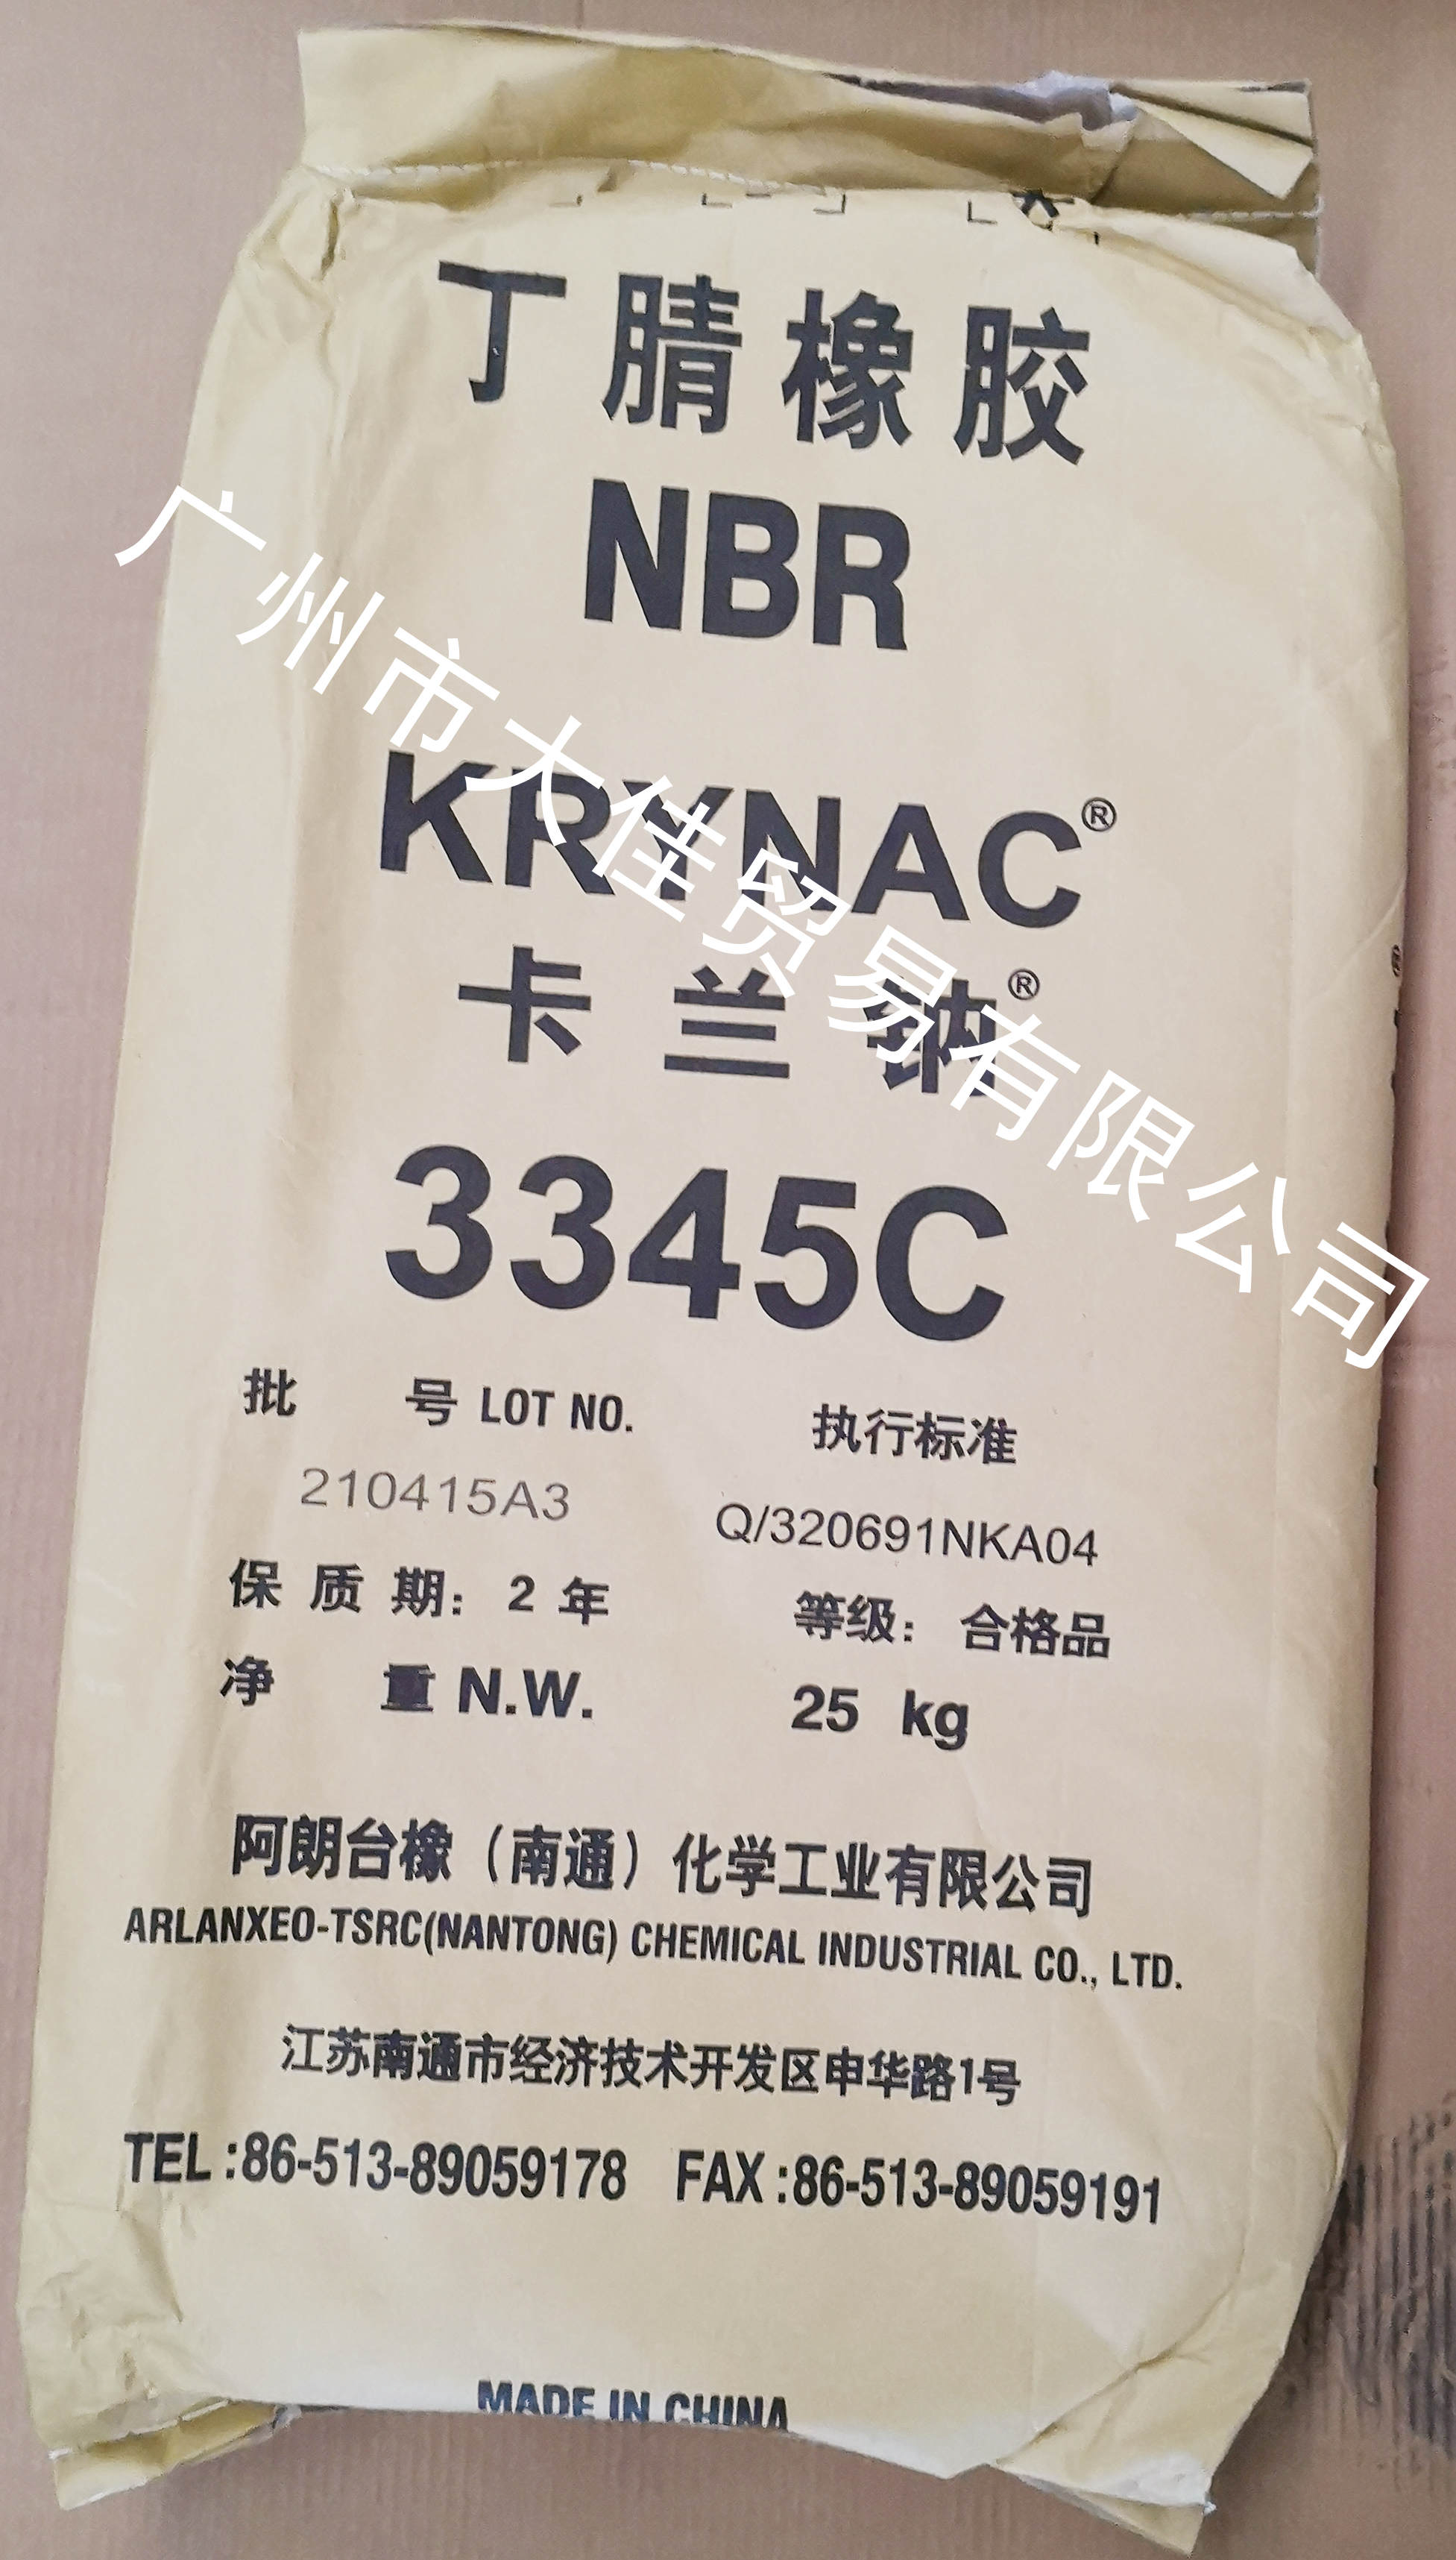 丁腈橡胶
NBR
KRYNAC®
卡兰钠®
3345C
批 号 LOT NO. 执行标准
210415A3 Q/320691NKA04
保 质 期: 2 年 等级: 合格品
净 重 N.W. 25 kg
阿朗台橡（南通）化学工业有限公司
ARLANXEO-TSRC(NANTONG) CHEMICAL INDUSTRIAL CO., LTD.
江苏南通市经济技术开发区申华路1号
TEL:86-513-89059178 FAX:86-513-89059191
MADE IN CHINA
广州市大佳贸易有限公司